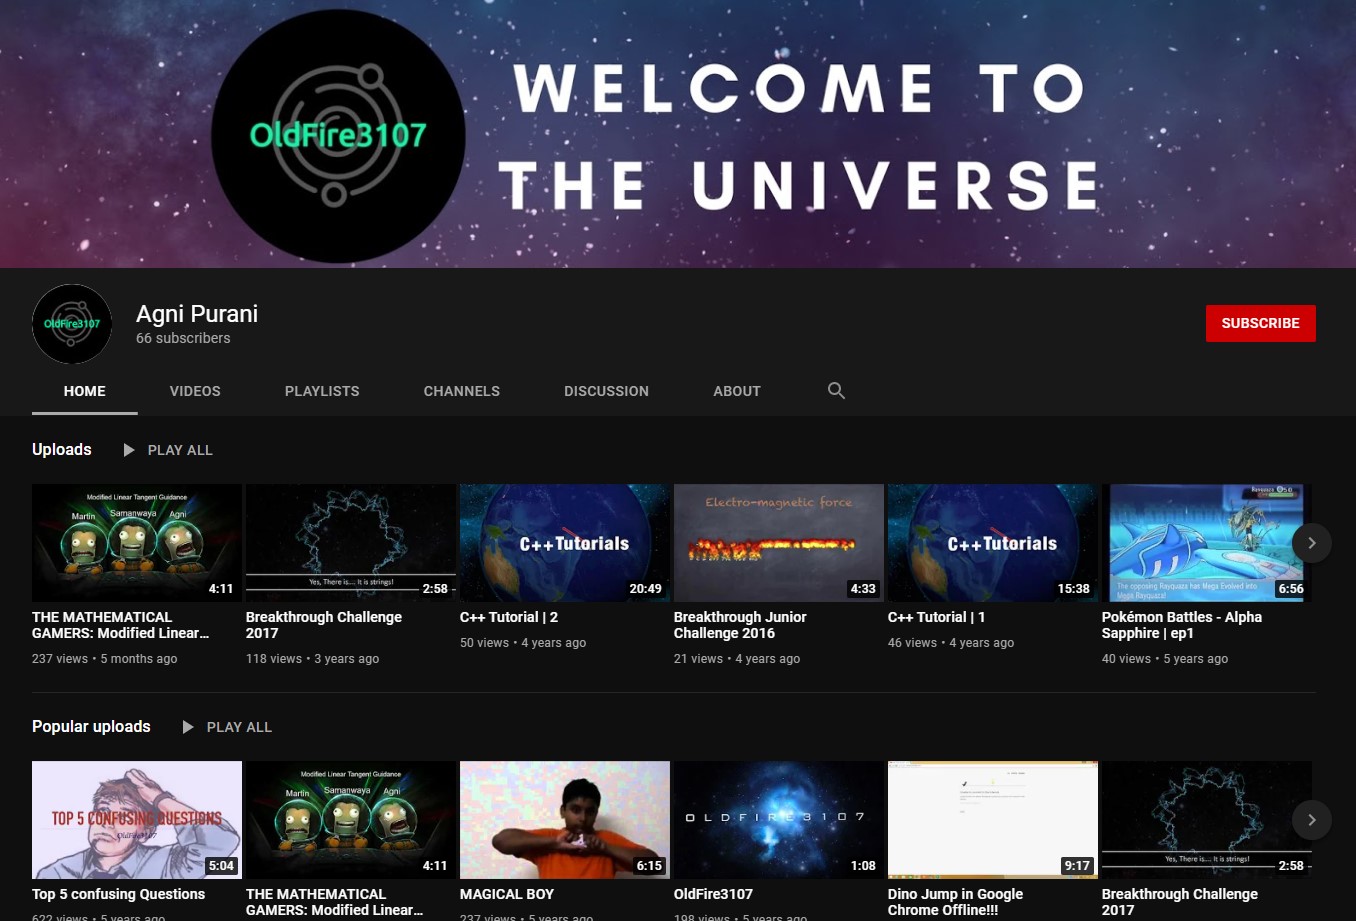 OldFire3107
WELCOME TO
THE UNIVERSE
OldFire3107
Agni Purani
66 subscribers
SUBSCRIBE
HOME VIDEOS PLAYLISTS CHANNELS DISCUSSION ABOUT
Uploads PLAY ALL
Modified Linear Tangent Guidance
Martin Samanwaya Agni
4:11
THE MATHEMATICAL
GAMERS: Modified Linear…
237 views • 5 months ago
Yes, There is.... It is strings!
2:58
Breakthrough Challenge
2017
118 views • 3 years ago
C++ Tutorials
20:49
C++ Tutorial | 2
50 views • 4 years ago
Electro-magnetic force
4:33
Breakthrough Junior
Challenge 2016
21 views • 4 years ago
C++ Tutorials
15:38
C++ Tutorial | 1
46 views • 4 years ago
Rayquaza
The opposing Rayquaza has Mega Evolved into
Mega Rayquaza!
6:56
Pokémon Battles - Alpha
Sapphire | ep1
40 views • 5 years ago
Popular uploads PLAY ALL
TOP 5 CONFUSING QUESTIONS
OldFire3107
5:04
Top 5 confusing Questions
622 views • 5 years ago
Modified Linear Tangent Guidance
Martin Samanwaya Agni
4:11
THE MATHEMATICAL
GAMERS: Modified Linear…
6:15
MAGICAL BOY
237 views • 5 years ago
OLDFIRE3107
1:08
OldFire3107
198 views • 5 years ago
9:17
Dino Jump in Google
Chrome Offline!!!
Yes, There is.... It is strings!
2:58
Breakthrough Challenge
2017